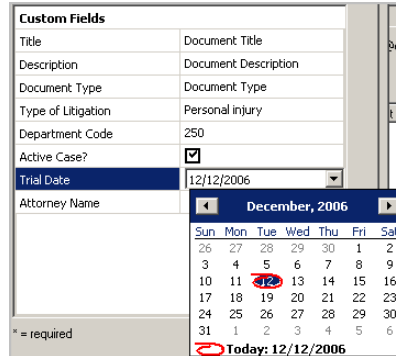 Custom Fields
Title Document Title
Description Document Description
Document Type Document Type
Type of Litigation Personal injury
Department Code 250
Active Case?
Trial Date 12/12/2006
Attorney Name
December, 2006
Sun Mon Tue Wed Thu Fri Sat
26 27 28 29 30 1 2
3 4 5 6 7 8 9
10 11 12 13 14 15 16
17 18 19 20 21 22 23
24 25 26 27 28 29 30
31 1 2 3 4 5 6
Today: 12/12/2006
* = required